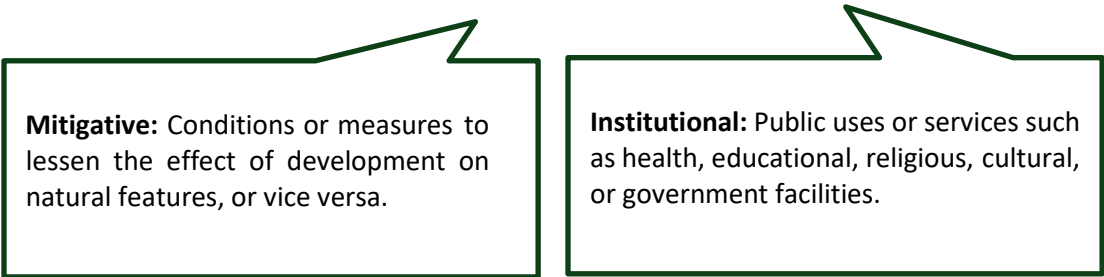 Mitigative: Conditions or measures to
lessen the effect of development on
natural features, or vice versa.
Institutional: Public uses or services such
as health, educational, religious, cultural,
or government facilities.